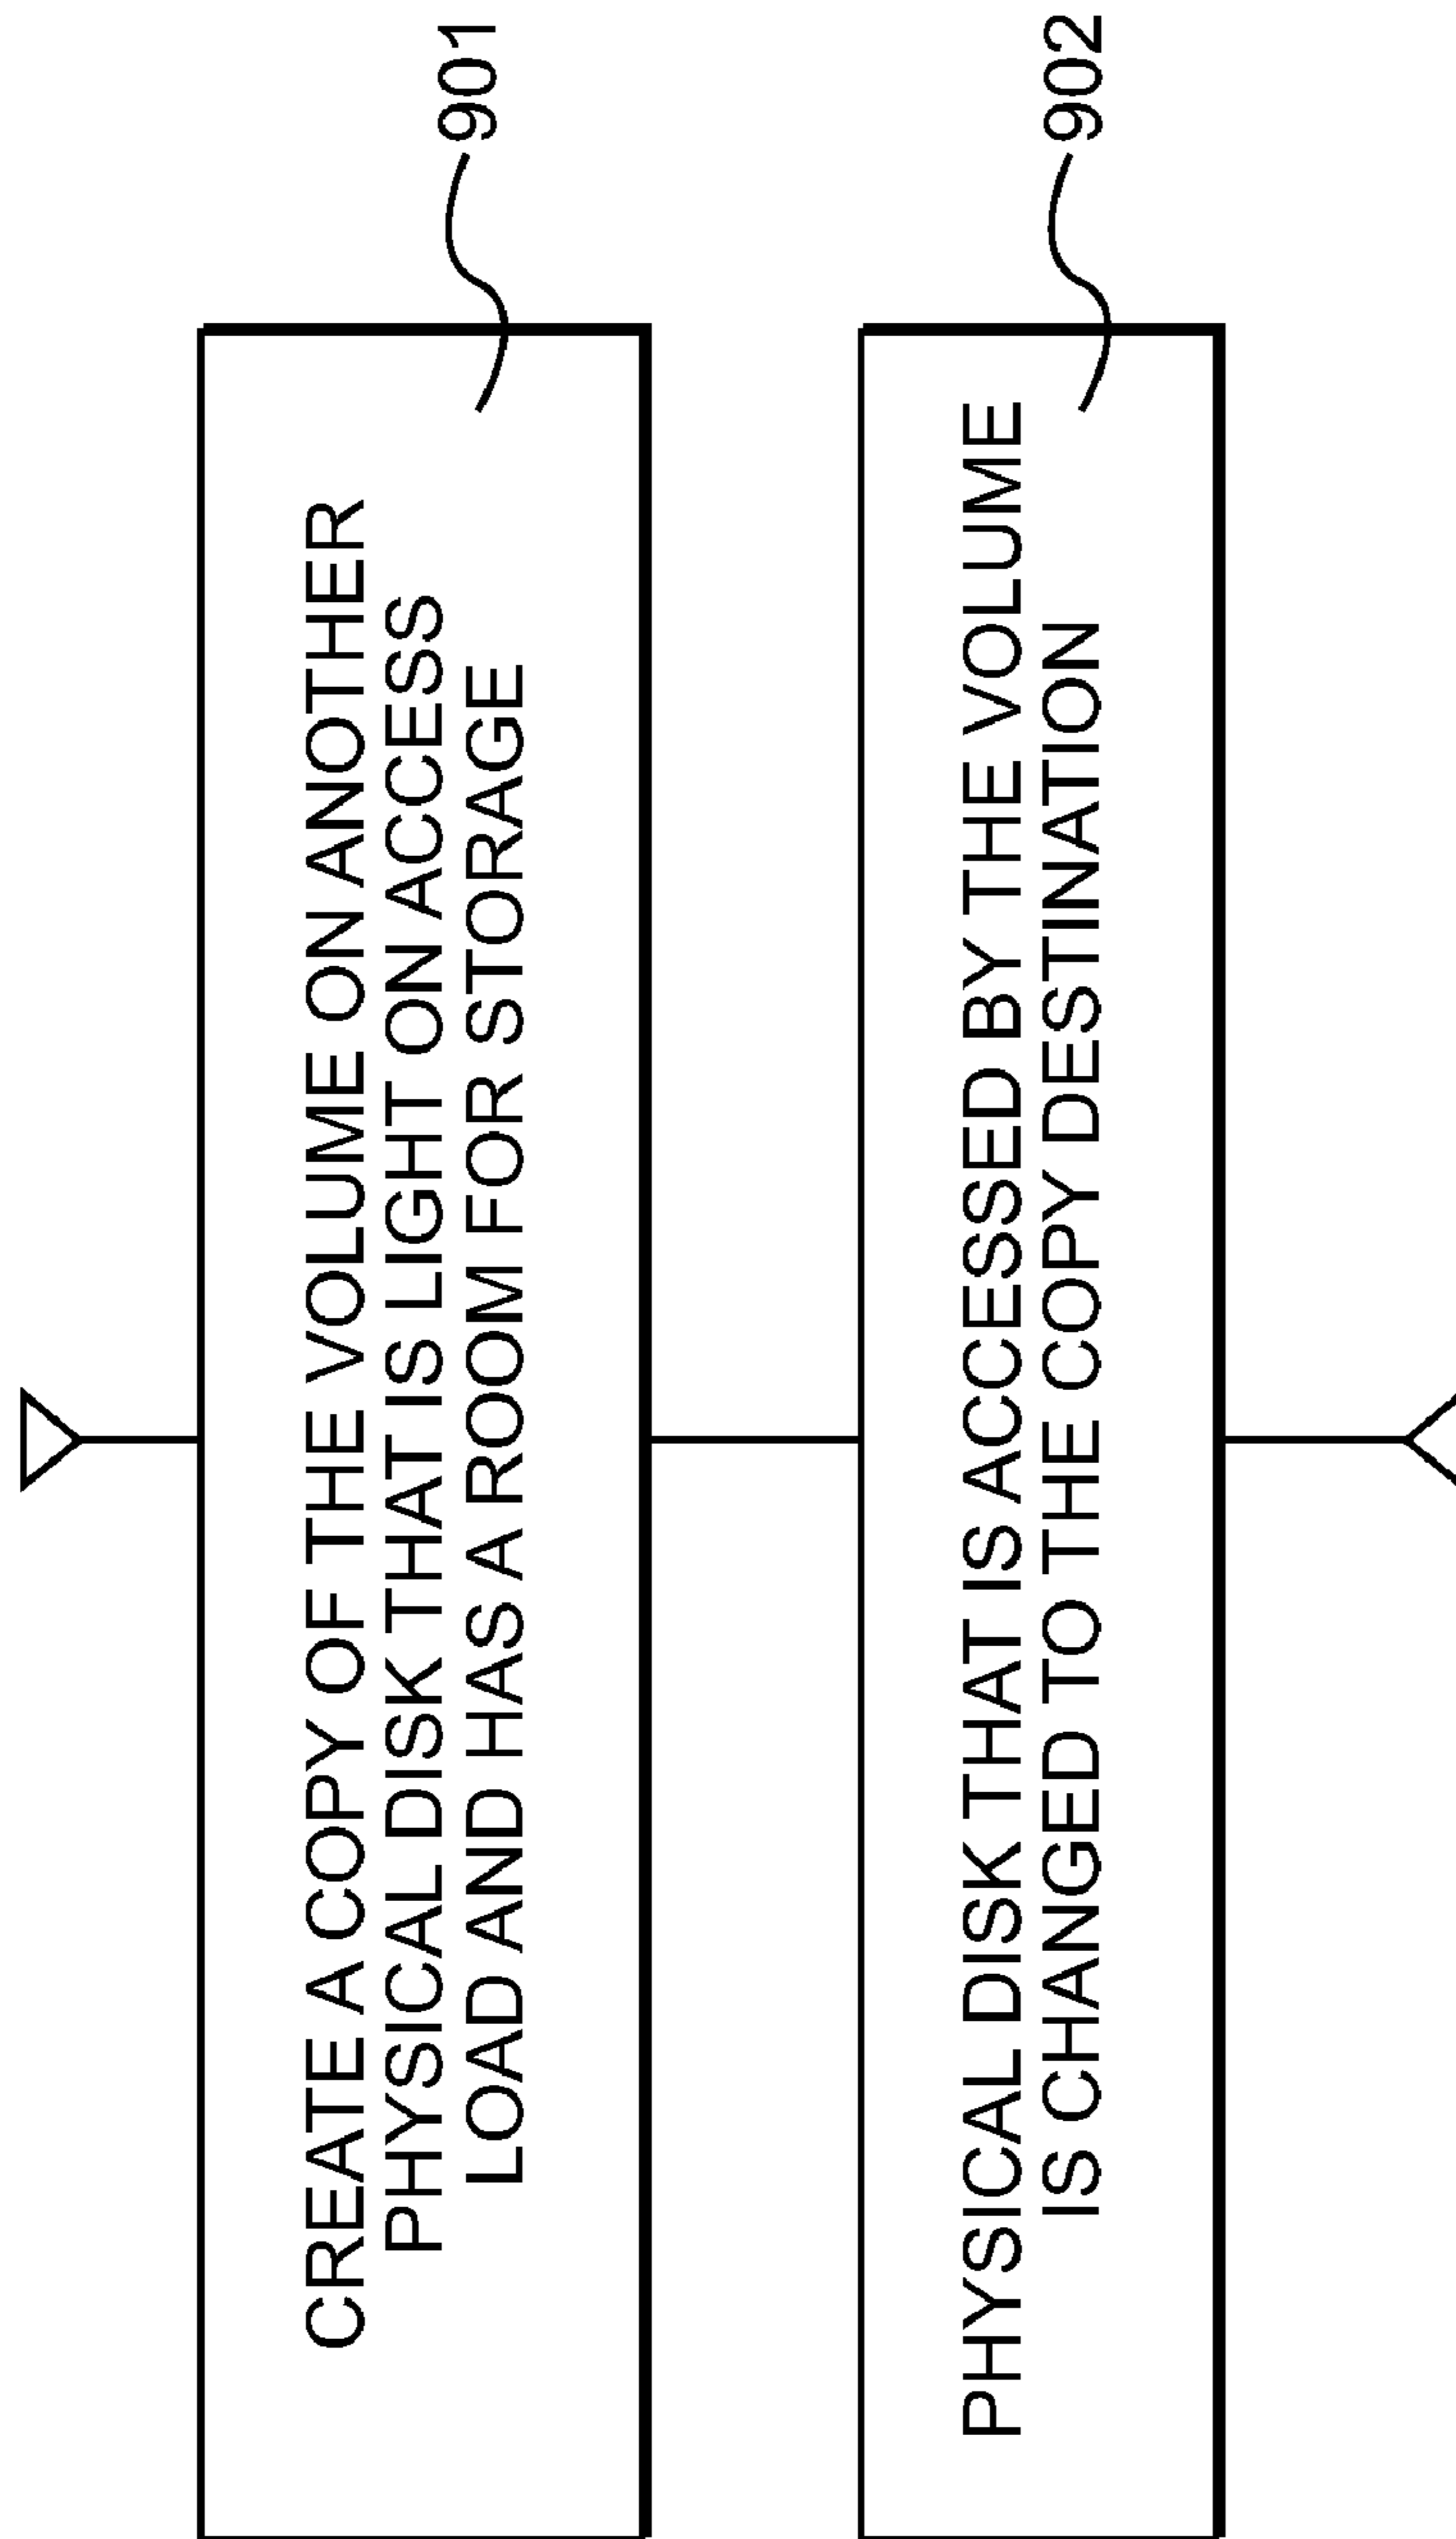 CREATE A COPY OF THE VOLUME ON ANOTHER
PHYSICAL DISK THAT IS LIGHT ON ACCESS
LOAD AND HAS A ROOM FOR STORAGE
901
PHYSICAL DISK THAT IS ACCESSED BY THE VOLUME
IS CHANGED TO THE COPY DESTINATION
902